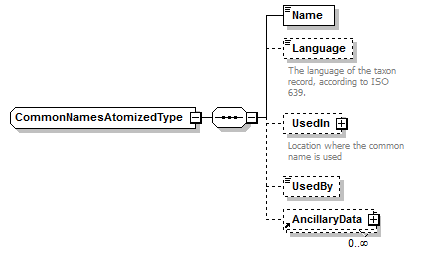 Name
Language
The language of the taxon
record, according to ISO
639.
CommonNamesAtomizedType
UsedIn
Location where the common
name is used
UsedBy
AncillaryData
0..∞